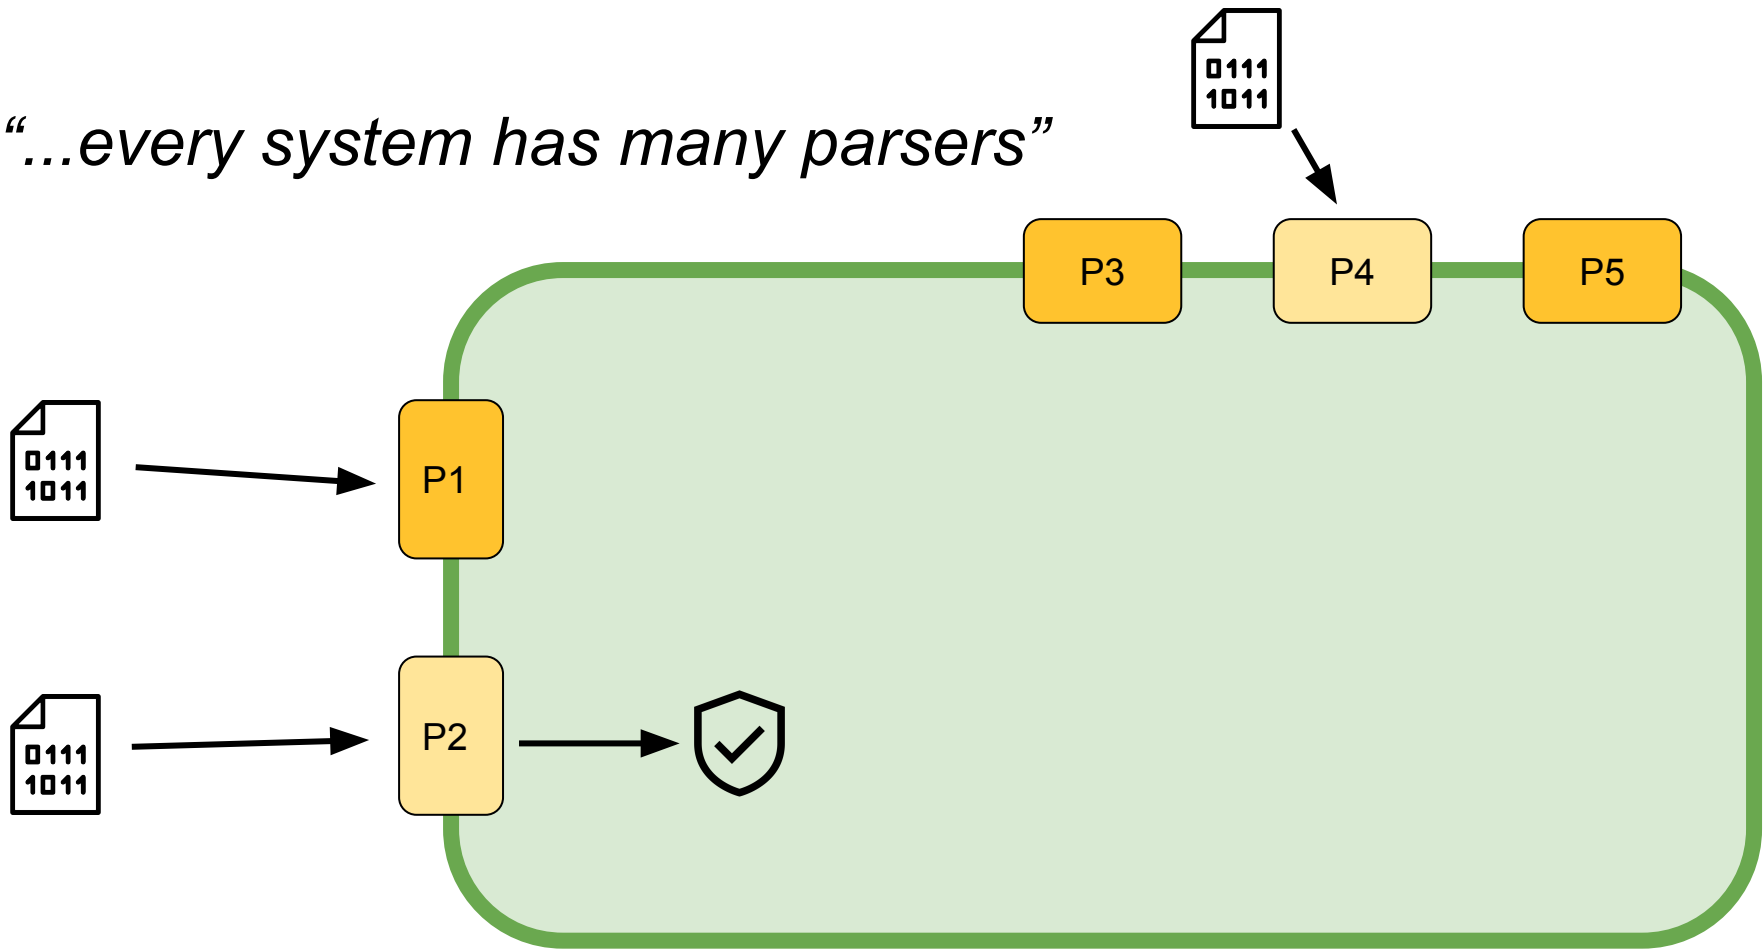 0111
1011
“...every system has many parsers”
P3
P4
P5
0111
1011
P1
0111
1011
P2